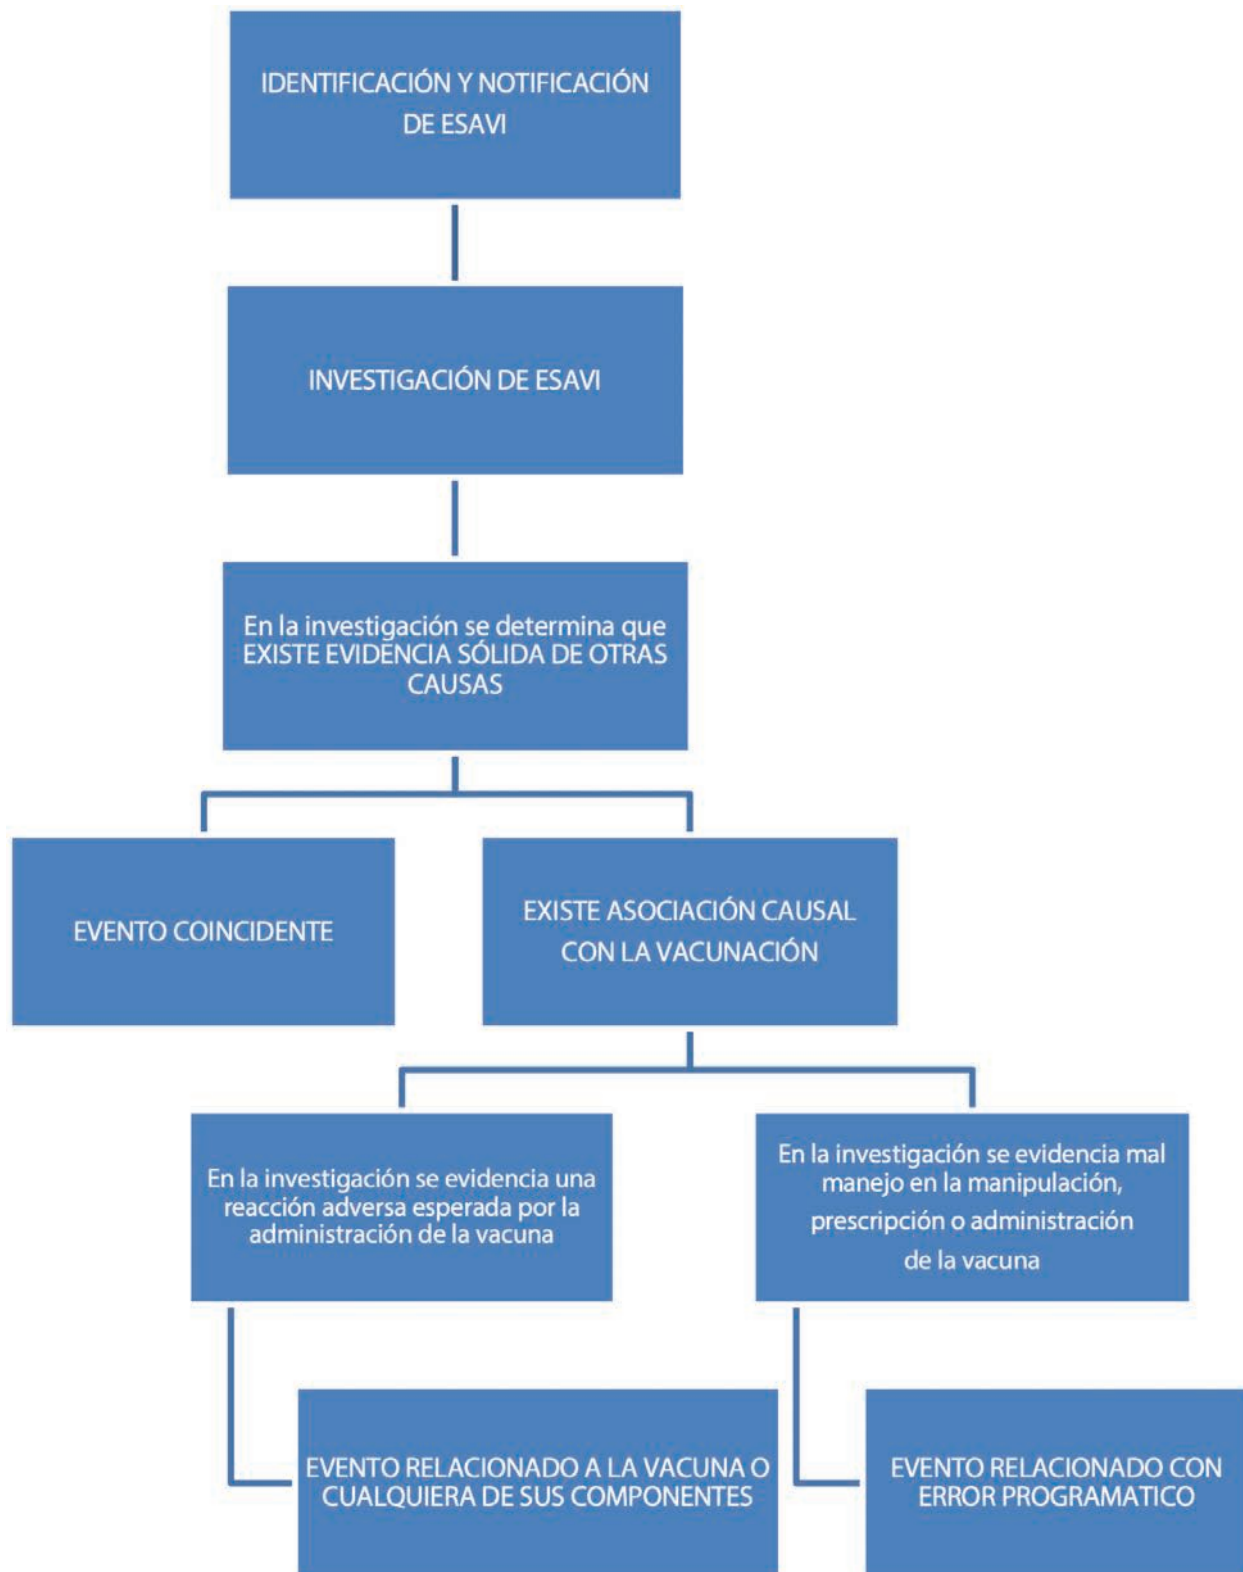 IDENTIFICACIÓN Y NOTIFICACIÓN
DE ESAVI
INVESTIGACIÓN DE ESAVI
En la investigación se determina que
EXISTE EVIDENCIA SÓLIDA DE OTRAS
CAUSAS
EVENTO COINCIDENTE
EXISTE ASOCIACIÓN CAUSAL
CON LA VACUNACIÓN
En la investigación se evidencia una
reacción adversa esperada por la
administración de la vacuna
En la investigación se evidencia mal
manejo en la manipulación,
prescripción o administración
de la vacuna
EVENTO RELACIONADO A LA VACUNA O
CUALQUIERA DE SUS COMPONENTES
EVENTO RELACIONADO CON
ERROR PROGRAMATICO